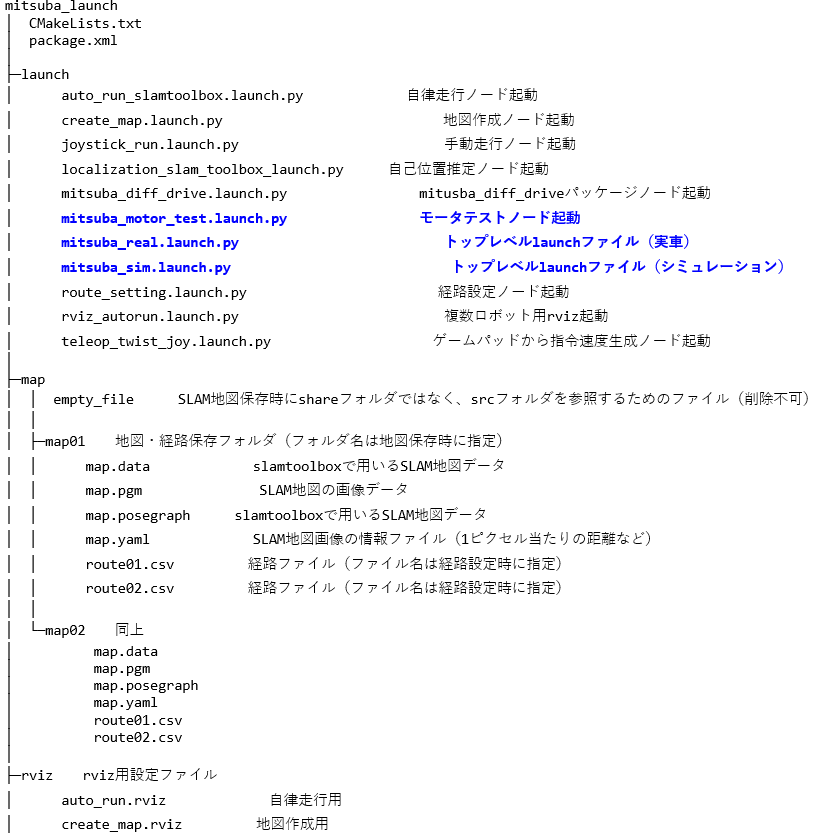 mitsuba_launch
│ CMakeLists.txt
│ package.xml
│
├─launch
│ auto_run_slamtoolbox.launch.py 自律走行ノード起動
│ create_map.launch.py 地図作成ノード起動
│ joystick_run.launch.py 手動走行ノード起動
│ localization_slam_toolbox_launch.py 自己位置推定ノード起動
│ mitsuba_diff_drive.launch.py mitusba_diff_driveパッケージノード起動
│ mitsuba_motor_test.launch.py モータテストノード起動
│ mitsuba_real.launch.py トップレベルlaunchファイル（実車）
│ mitsuba_sim.launch.py トップレベルlaunchファイル（シミュレーション）
│ route_setting.launch.py 経路設定ノード起動
│ rviz_autorun.launch.py 複数ロボット用rviz起動
│ teleop_twist_joy.launch.py ゲームパッドから指令速度生成ノード起動
│
├─map
│ │ empty_file SLAM地図保存時にshareフォルダではなく、srcフォルダを参照するためのファイル（削除不可）
│ │
│ ├─map01 地図・経路保存フォルダ（フォルダ名は地図保存時に指定）
│ │ map.data slamtoolboxで用いるSLAM地図データ
│ │ map.pgm SLAM地図の画像データ
│ │ map.posegraph slamtoolboxで用いるSLAM地図データ
│ │ map.yaml SLAM地図画像の情報ファイル（1ピクセル当たりの距離など）
│ │ route01.csv 経路ファイル（ファイル名は経路設定時に指定）
│ │ route02.csv 経路ファイル（ファイル名は経路設定時に指定）
│ │
│ └─map02 同上
│ map.data
│ map.pgm
│ map.posegraph
│ map.yaml
│ route01.csv
│ route02.csv
│
├─rviz rviz用設定ファイル
│ auto_run.rviz 自律走行用
│ create_map.rviz 地図作成用